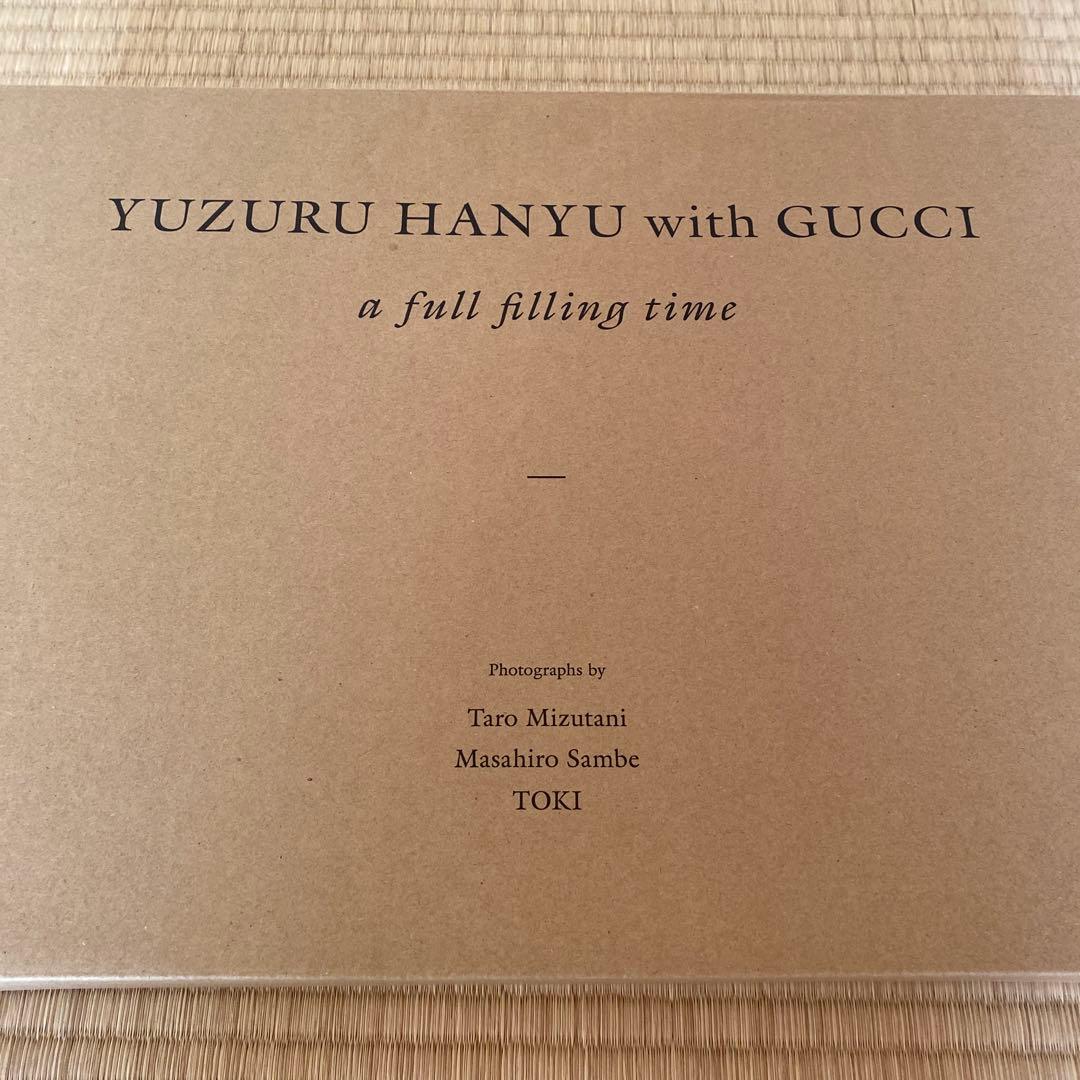 YUZURU HANYU with GUCCI
a full filling time
—
Photographs by
Taro Mizutani
Masahiro Sambe
TOKI